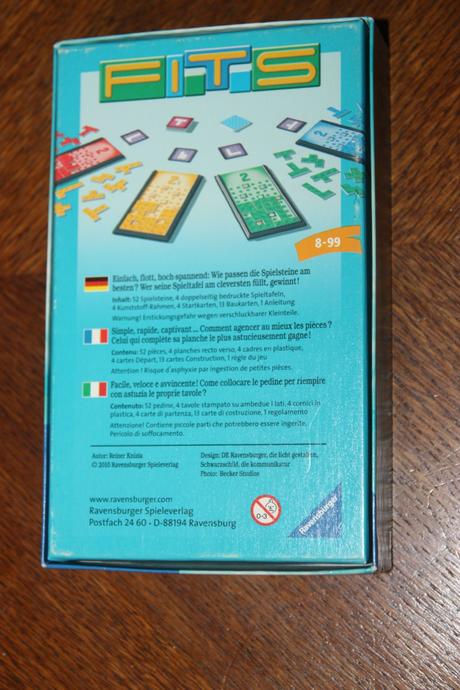 FITS
T
T
I
L
2
2
2
2
8-99
Einfach, flott, hoch spannend: Wie passen die Spielsteine am
besten? Wer seine Spieltafel am cleversten füllt, gewinnt!
Inhalt: 52 Spielsteine, 4 doppelseitig bedruckte Spieltafeln,
4 Kunststoff-Rahmen, 4 Startkarten, 13 Baukarten, 1 Anleitung
Warnung! Erstickungsgefahr wegen verschluckbarer Kleinteile.
Simple, rapide, captivant ... Comment agencer au mieux les pièces?
Celui qui complète sa planche le plus astucieusement gagne!
Contenu: 52 pièces, 4 planches recto verso, 4 cadres en plastique,
4 cartes Départ, 13 cartes Construction, 1 règle du jeu
Attention ! Risque d'asphyxie par ingestion de petites pièces.
Facile, veloce e avvincente! Come collocare le pedine per riempire
con astuzia le proprie tavole?
Contenuto: 52 pedine, 4 tavole stampato su ambedue i lati, 4 cornici in
plastica, 4 carte di partenza, 13 carte di costruzione, 1 regolamento
Attenzione! Contiene piccole parti che potrebbero essere ingerite.
Pericolo di soffocamento.
Autor: Reiner Knizia
© 2010 Ravensburger Spieleverlag
Design: DE Ravensburger, die licht gestalten,
Schwarzschild, die kommunikatur
Photo: Becker Studios
www.ravensburger.com
Ravensburger Spieleverlag
Postfach 24 60 • D-88194 Ravensburg
0-3
Ravensburger